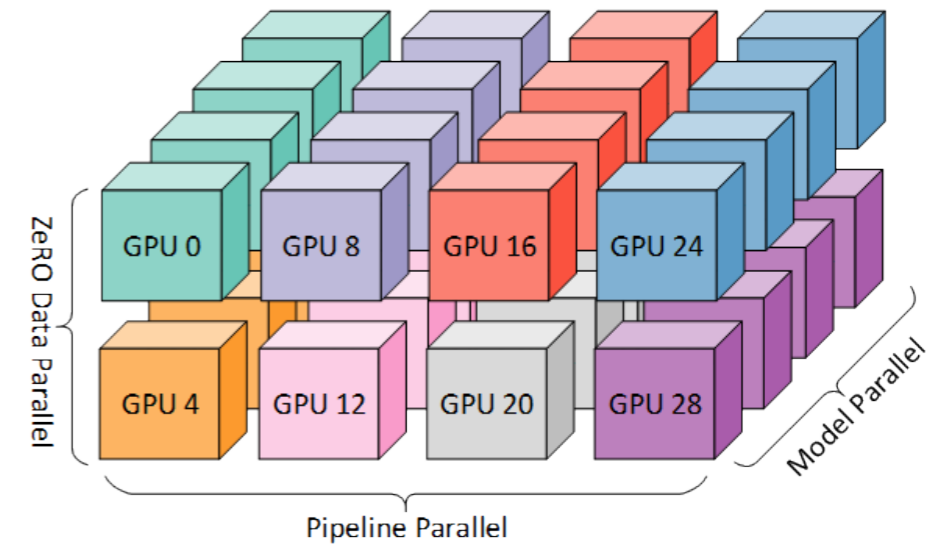 GPU 0
GPU 8
GPU 16
GPU 24
ZeRO Data Parallel
GPU 4
GPU 12
GPU 20
GPU 28
Model Parallel
Pipeline Parallel